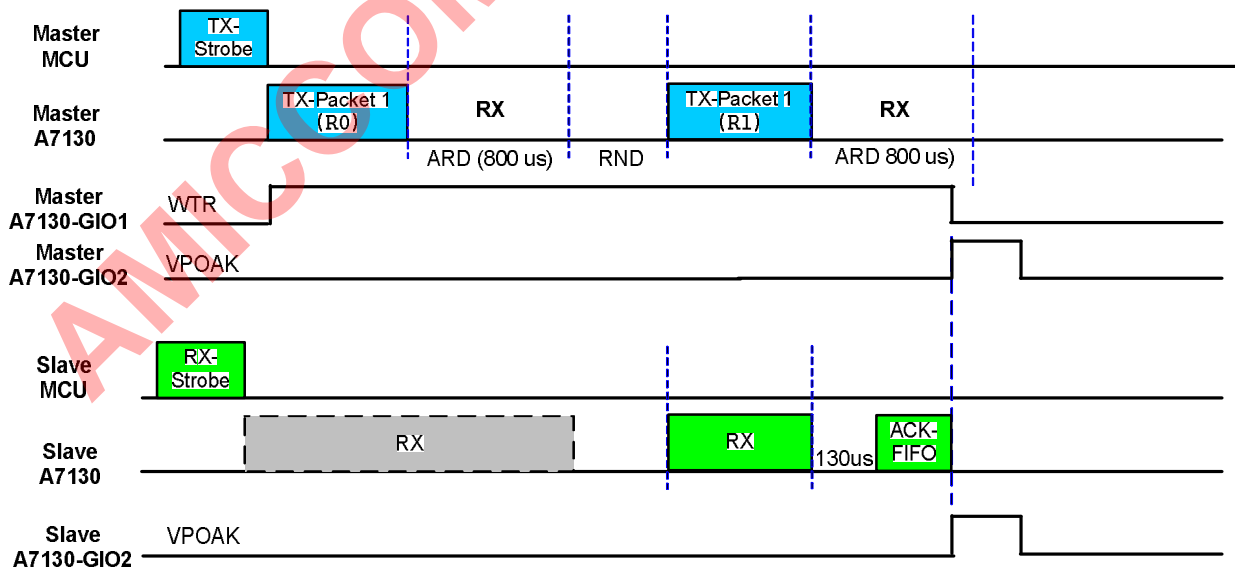 Master
MCU
TX-
Strobe
Master
A7130
TX-Packet 1
(R0)
RX
TX-Packet 1
(R1)
RX
ARD (800 us)
RND
ARD 800 us)
Master
A7130-GIO1
WTR
Master
A7130-GIO2
VPOAK
Slave
MCU
RX-
Strobe
Slave
A7130
RX
RX
130us
ACK-
FIFO
Slave
A7130-GIO2
VPOAK
AMICCOM